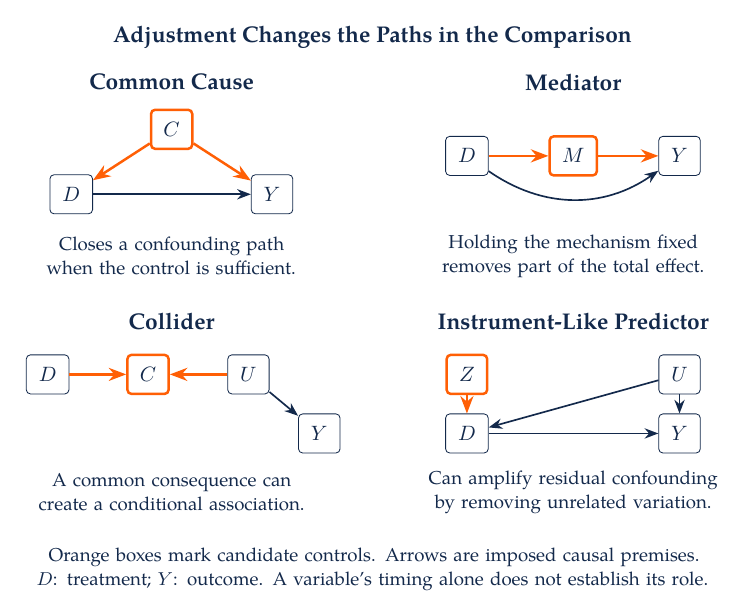 Adjustment Changes the Paths in the Comparison
Common Cause
C
D
Y
Closes a confounding path
when the control is sufficient.
Mediator
D
M
Y
Holding the mechanism fixed
removes part of the total effect.
Collider
D
C
U
Y
A common consequence can
create a conditional association.
Instrument-Like Predictor
Z
U
D
Y
Can amplify residual confounding
by removing unrelated variation.
Orange boxes mark candidate controls. Arrows are imposed causal premises.
D: treatment; Y: outcome. A variable's timing alone does not establish its role.